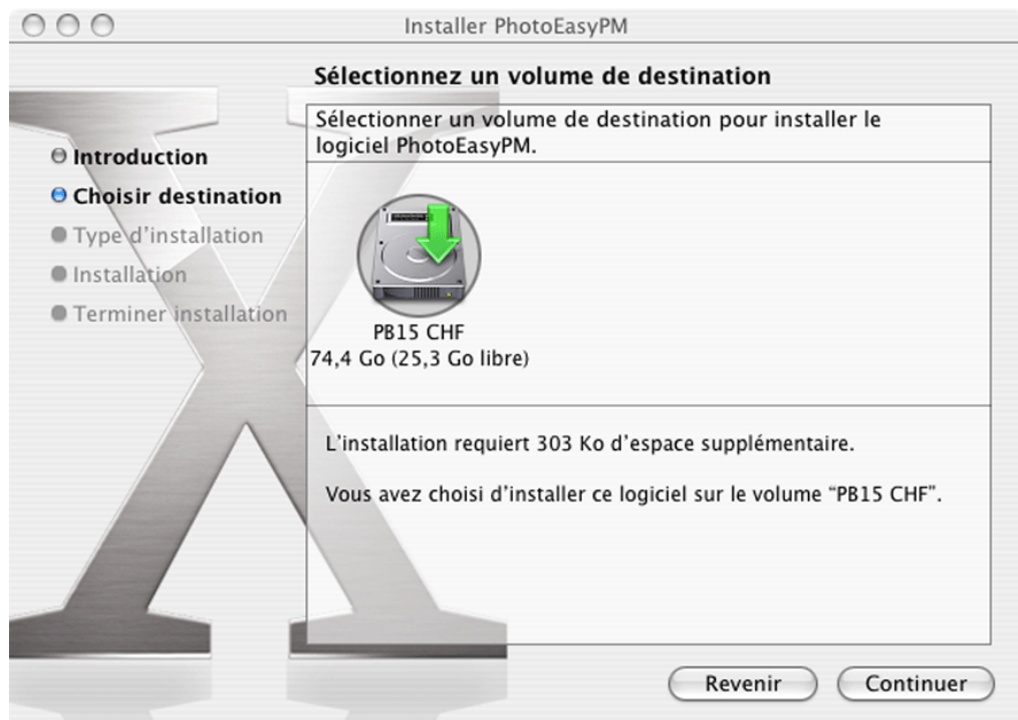 Installer PhotoEasyPM
Sélectionnez un volume de destination
Sélectionner un volume de destination pour installer le
logiciel PhotoEasyPM.
Introduction
Choisir destination
Type d'installation
Installation
Terminer installation
PB15 CHF
74,4 Go (25,3 Go libre)
L'installation requiert 303 Ko d'espace supplémentaire.
Vous avez choisi d'installer ce logiciel sur le volume “PB15 CHF”.
Revenir
Continuer